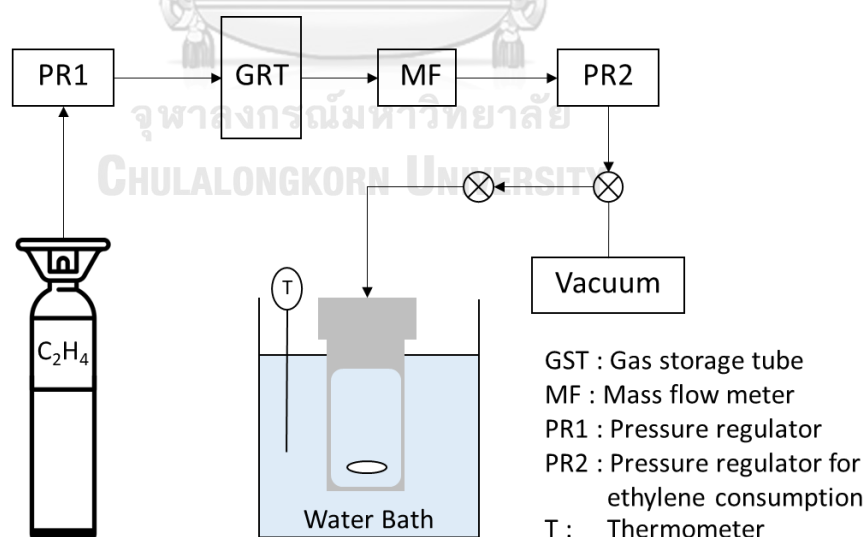 PR1
GRT
MF
PR2
จุฬาลงกรณ์มหาวิทยาลัย
CHULALONGKORN UNIVERSITY
T
Vacuum
C₂H₄
GST : Gas storage tube
MF : Mass flow meter
PR1 : Pressure regulator
PR2 : Pressure regulator for
ethylene consumption
T : Thermometer
Water Bath